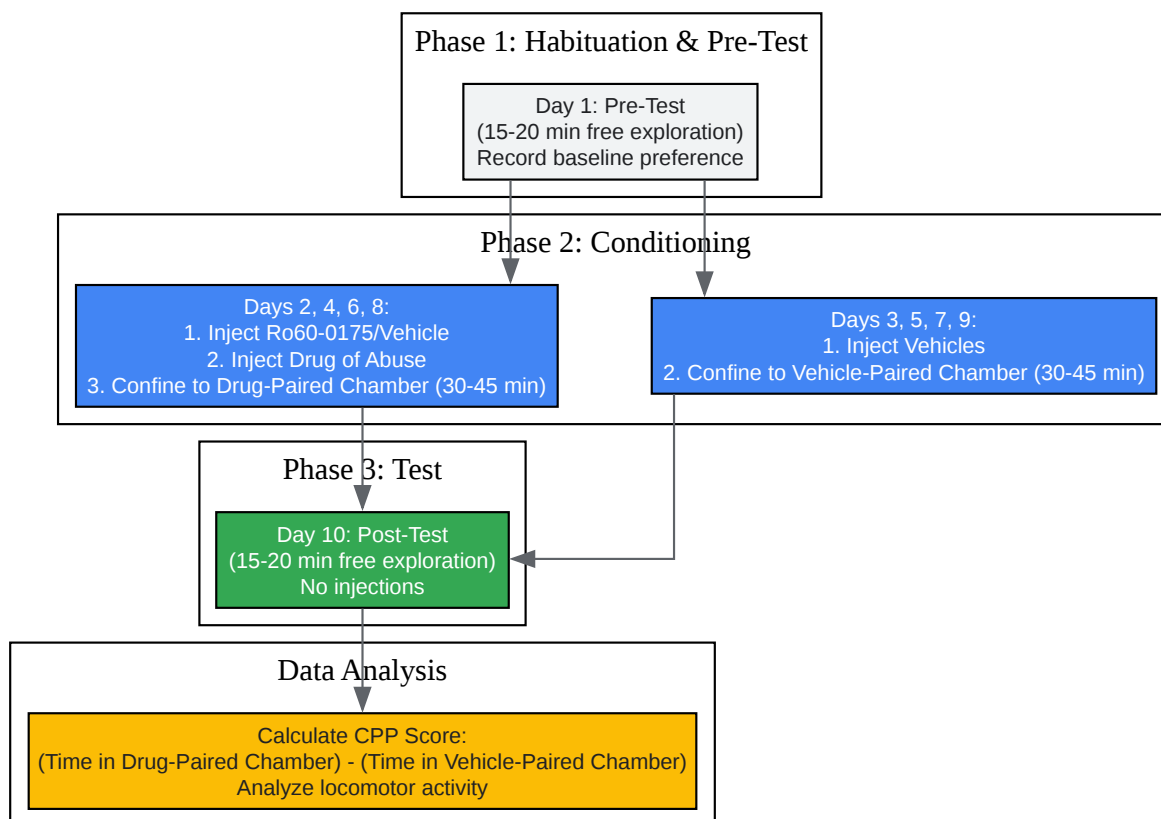 Phase 1: Habituation & Pre-Test
Day 1: Pre-Test
(15-20 min free exploration)
Record baseline preference
Phase 2: Conditioning
Days 2, 4, 6, 8:
1. Inject Ro60-0175/Vehicle
2. Inject Drug of Abuse
3. Confine to Drug-Paired Chamber (30-45 min)
Days 3, 5, 7, 9:
1. Inject Vehicles
2. Confine to Vehicle-Paired Chamber (30-45 min)
Phase 3: Test
Day 10: Post-Test
(15-20 min free exploration)
No injections
Data Analysis
Calculate CPP Score:
(Time in Drug-Paired Chamber) - (Time in Vehicle-Paired Chamber)
Analyze locomotor activity